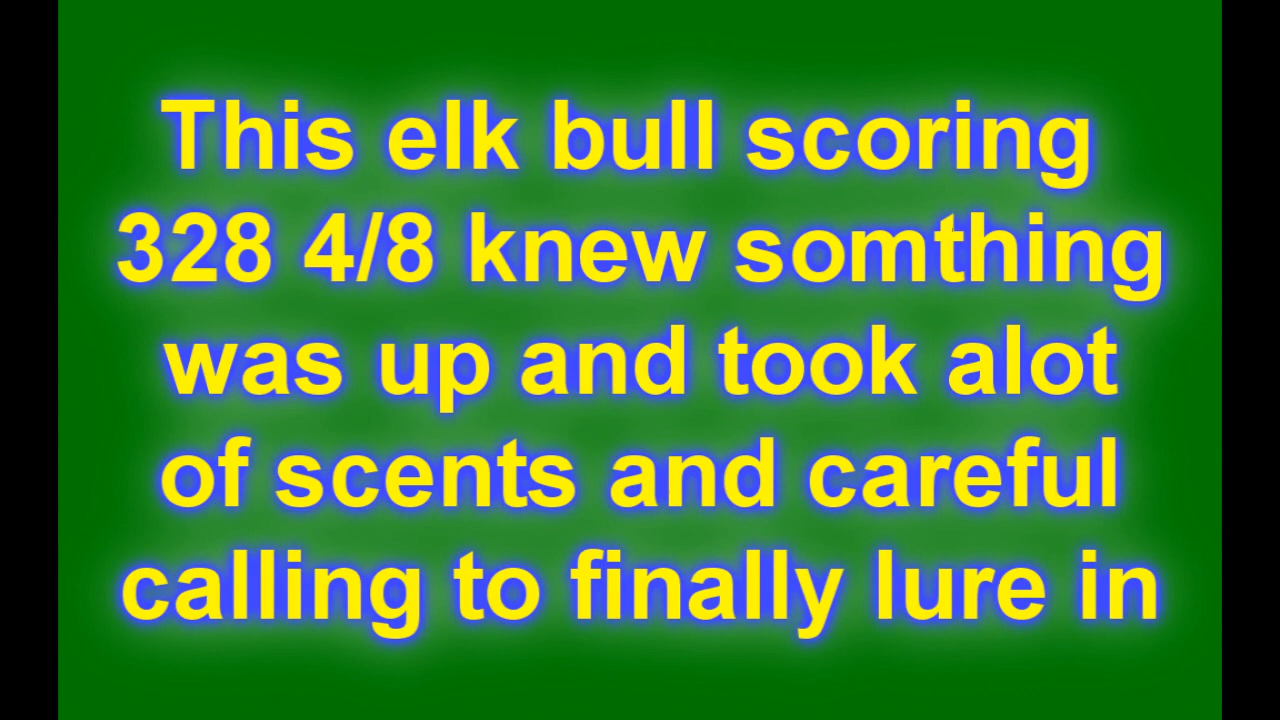 This elk bull scoring
328 4/8 knew somthing
was up and took alot
of scents and careful
calling to finally lure in